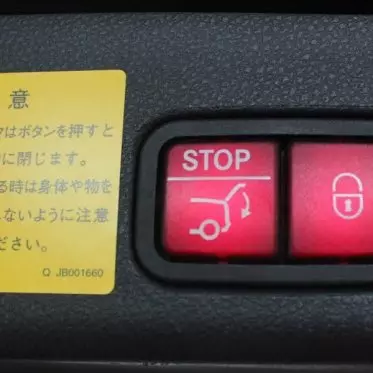 意
アはボタンを押すと
に閉じます。
る時は身体や物を
ないように注意
ださい。
Q JB001660
STOP